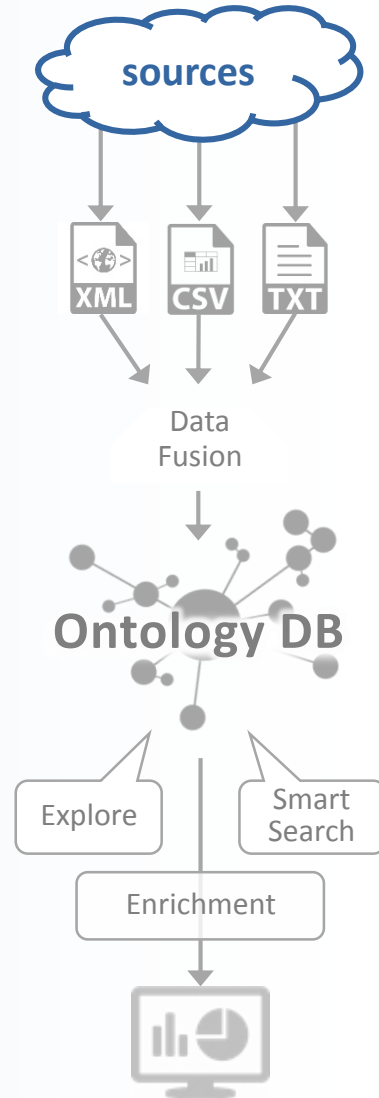 sources
XML
CSV
TXT
Data
Fusion
Ontology DB
Explore
Smart
Search
Enrichment